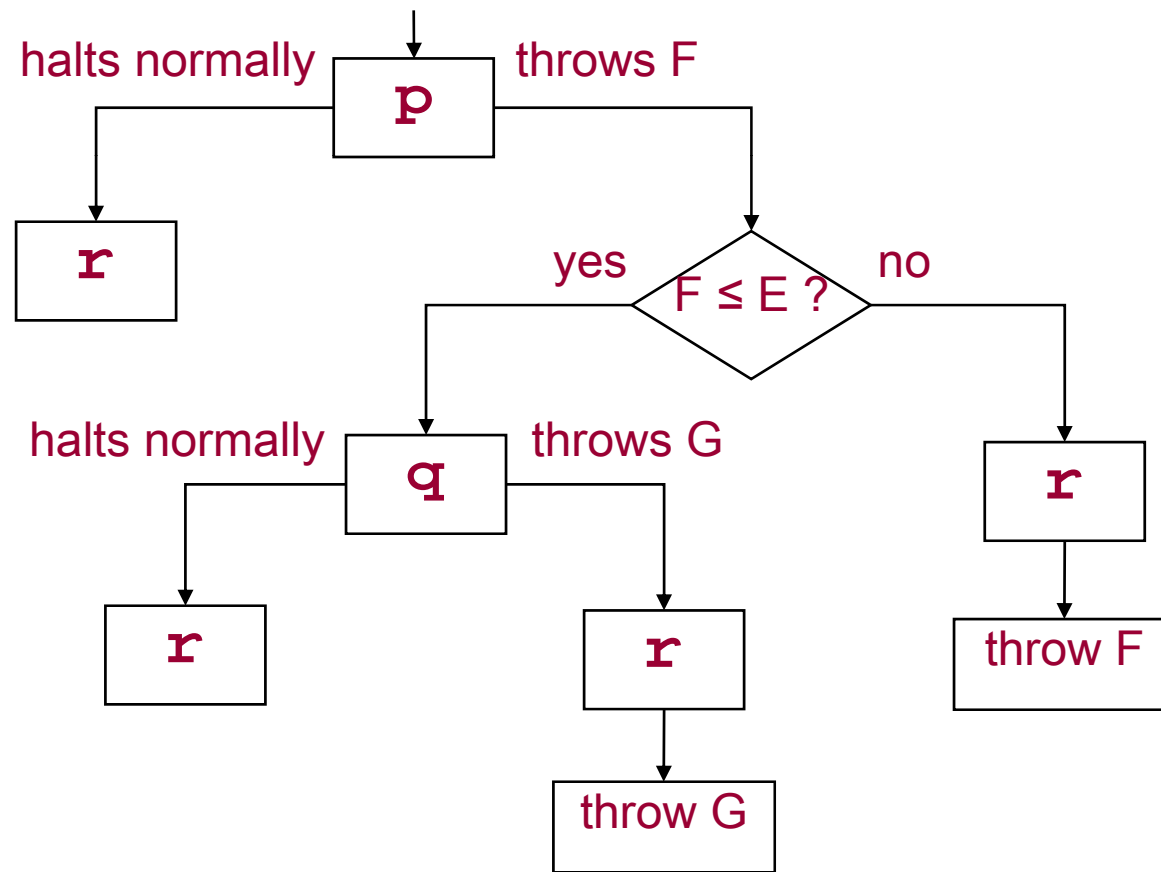 halts normally
throws F
p
r
yes
F ≤ E ?
no
halts normally
throws G
q
r
r
r
throw F
throw G